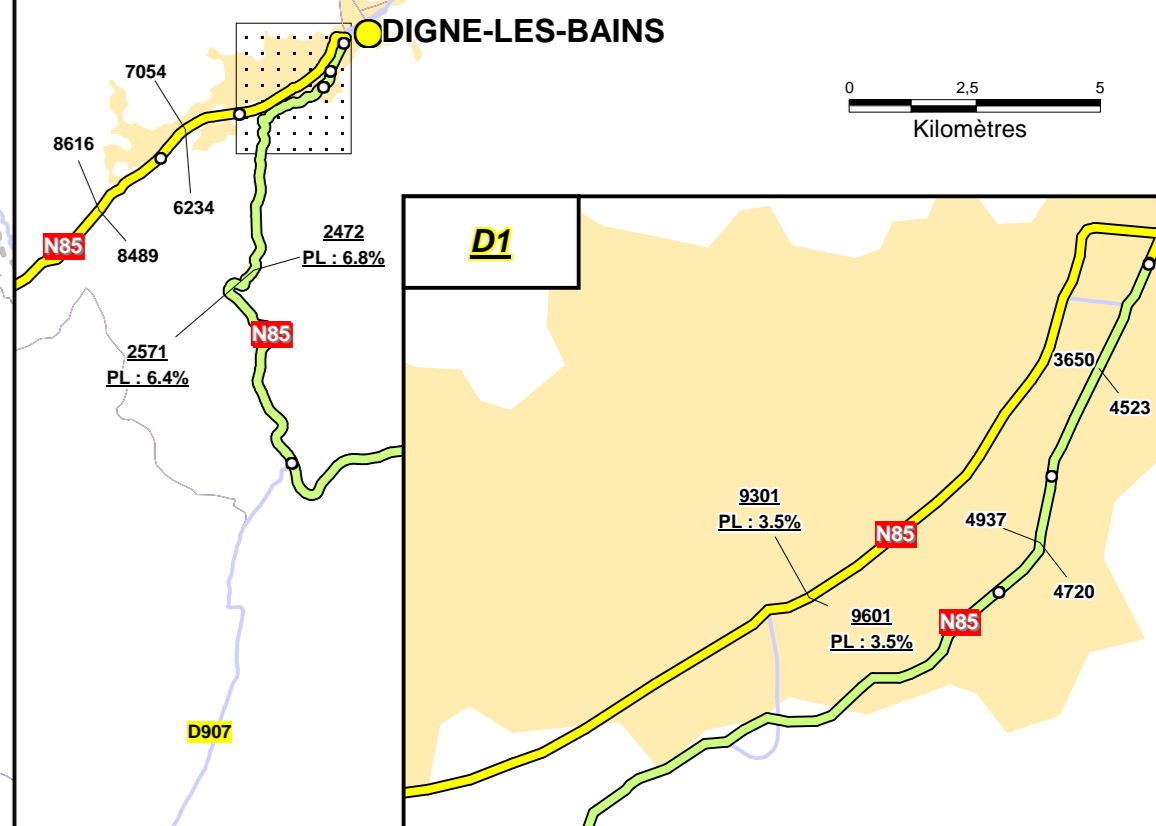 DIGNE-LES-BAINS
0 2,5 5
Kilomètres
7054
8616
6234
N85
8489
2472
PL : 6.8%
N85
2571
PL : 6.4%
D907
D1
3650
4523
9301
PL : 3.5%
N85
4937
4720
9601
PL : 3.5%
N85